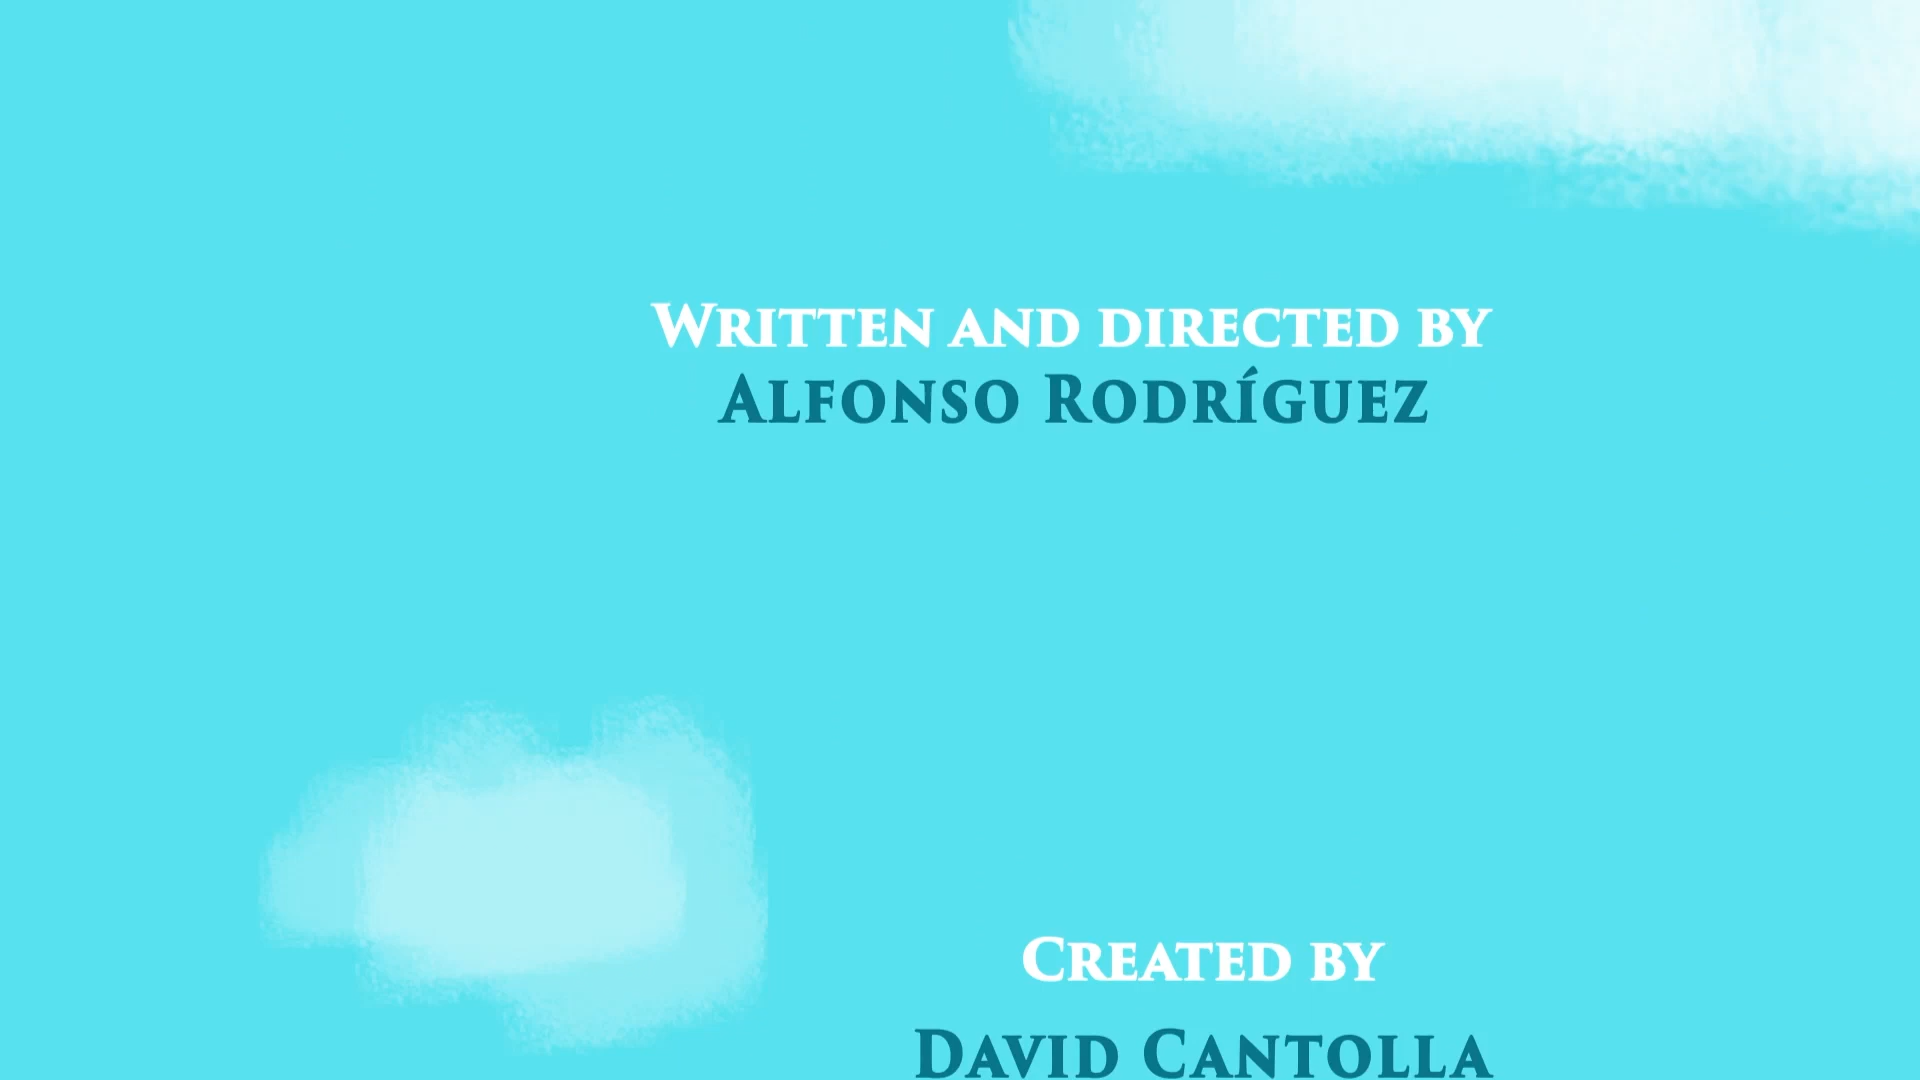 Written and directed by
Alfonso Rodríguez
Created by
David Cantolla